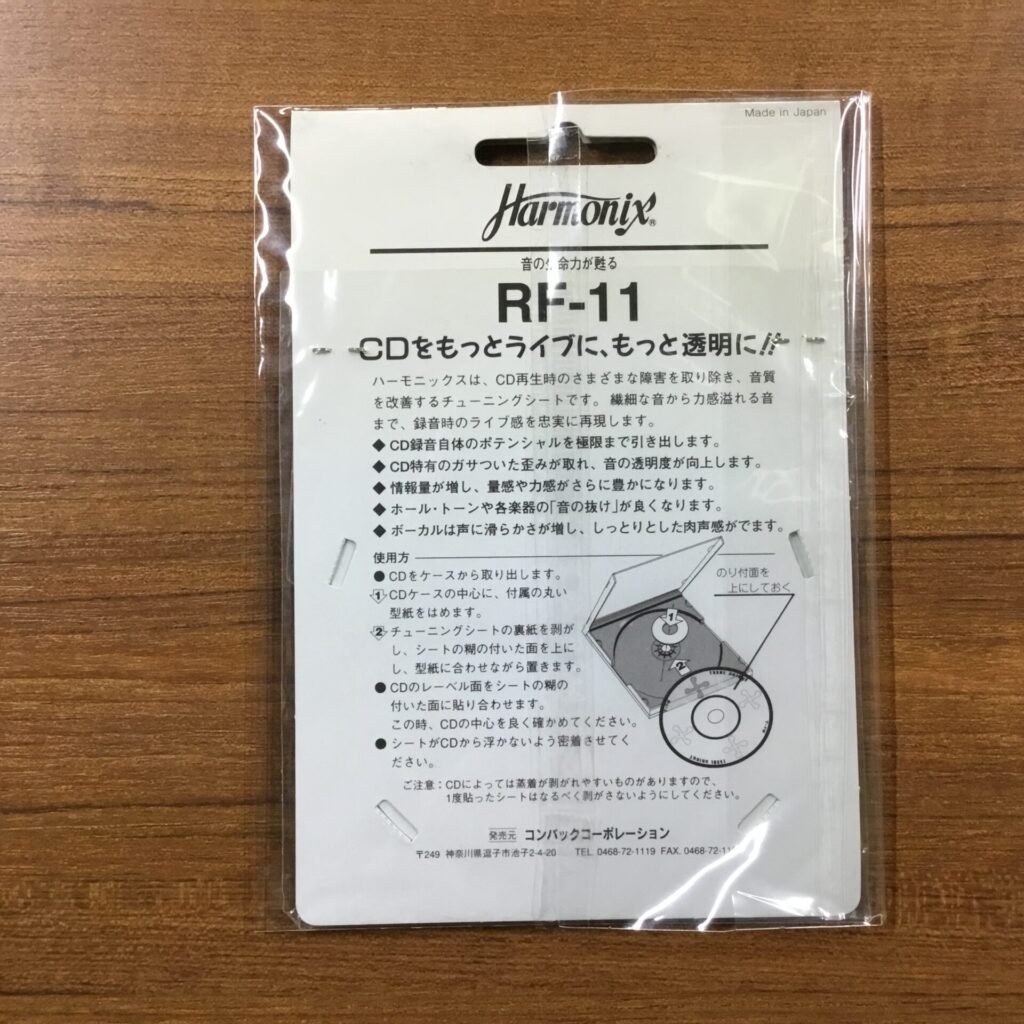 Made in Japan
Harmonix®
音の生命力が甦る
RF-11
CDをもっとライブに、もっと透明に!!
ハーモニックスは、CD再生時のさまざまな障害を取り除き、音質
を改善するチューニングシートです。繊細な音から力感溢れる音
まで、録音時のライブ感を忠実に再現します。
◆ CD録音自体のポテンシャルを極限まで引き出します。
◆ CD特有のガサついた歪みが取れ、音の透明度が向上します。
◆ 情報量が増し、量感や力感がさらに豊かになります。
◆ ホール・トーンや各楽器の「音の抜け」が良くなります。
◆ ボーカルは声に滑らかさが増し、しっとりとした肉声感がでます。
使用方
● CDをケースから取り出します。
1 CDケースの中心に、付属の丸い
型紙をはめます。
2 チューニングシートの裏紙を剥が
し、シートの糊の付いた面を上に
し、型紙に合わせながら置きます。
● CDのレーベル面をシートの糊の
付いた面に貼り合わせます。
この時、CDの中心を良く確かめてください。
● シートがCDから浮かないよう密着させてく
ださい。
のり付面を
上にしておく
1
2
ご注意：CDによっては蒸着が剥がれやすいものがありますので、
1度貼ったシートはなるべく剥がさないようにしてください。
発売元 コンバックコーポレーション
〒249 神奈川県逗子市池子2-4-20 TEL. 0468-72-1119 FAX. 0468-72-11